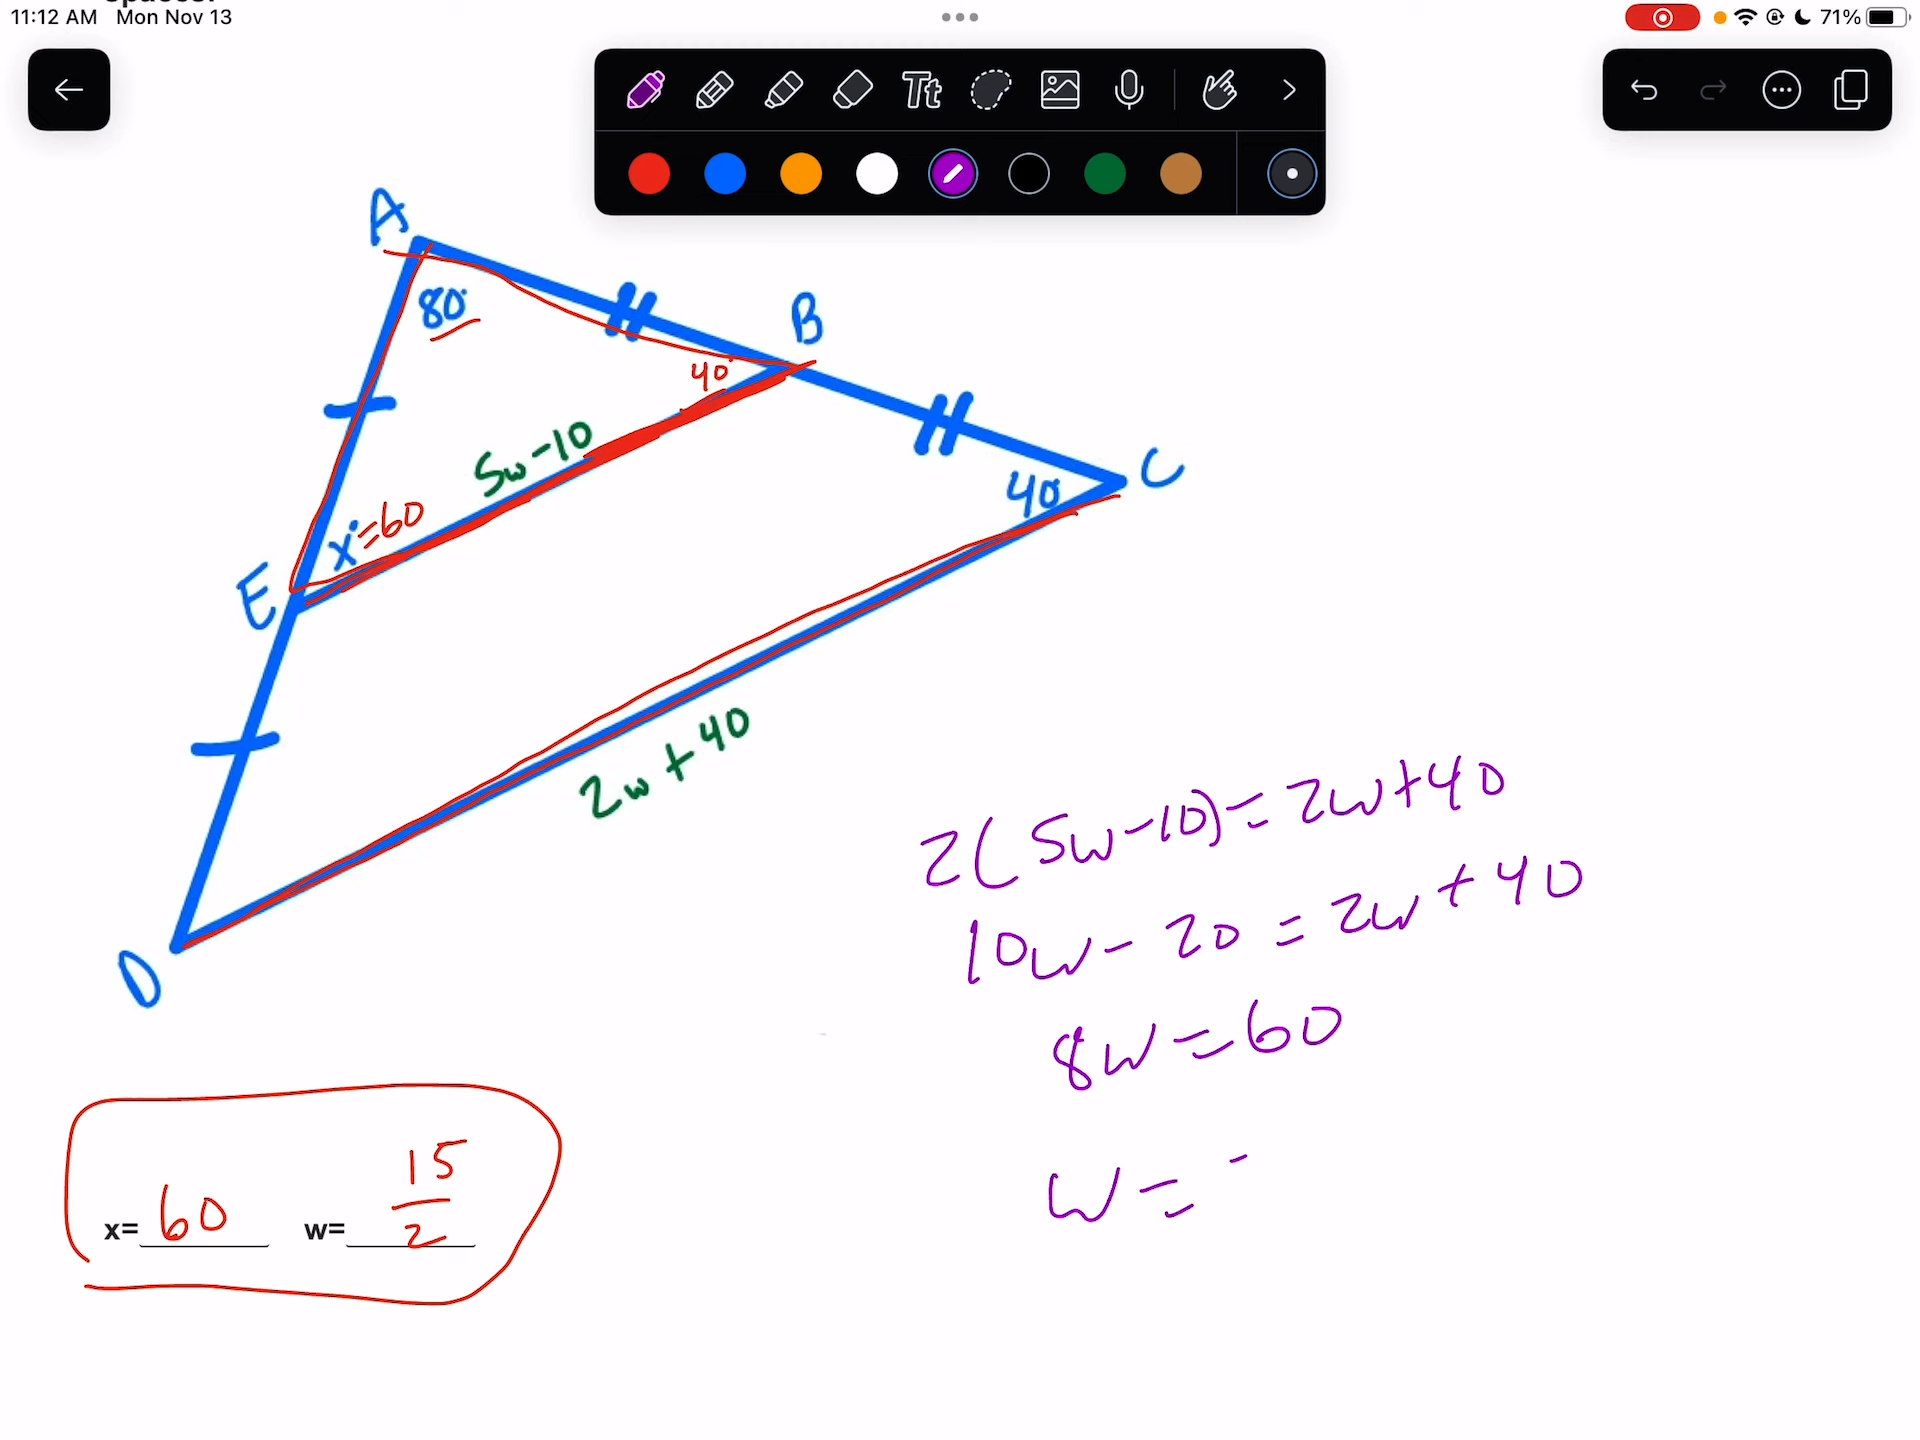 11:12 AM Mon Nov 13
71%
Tt
A
80°
B
40°
5w-10
C
40°
x°=60
E
2w + 40
D
2(5w-10)=2w+40
10w-20=2w+40
8w=60
w=
15
x= 60 w= 2